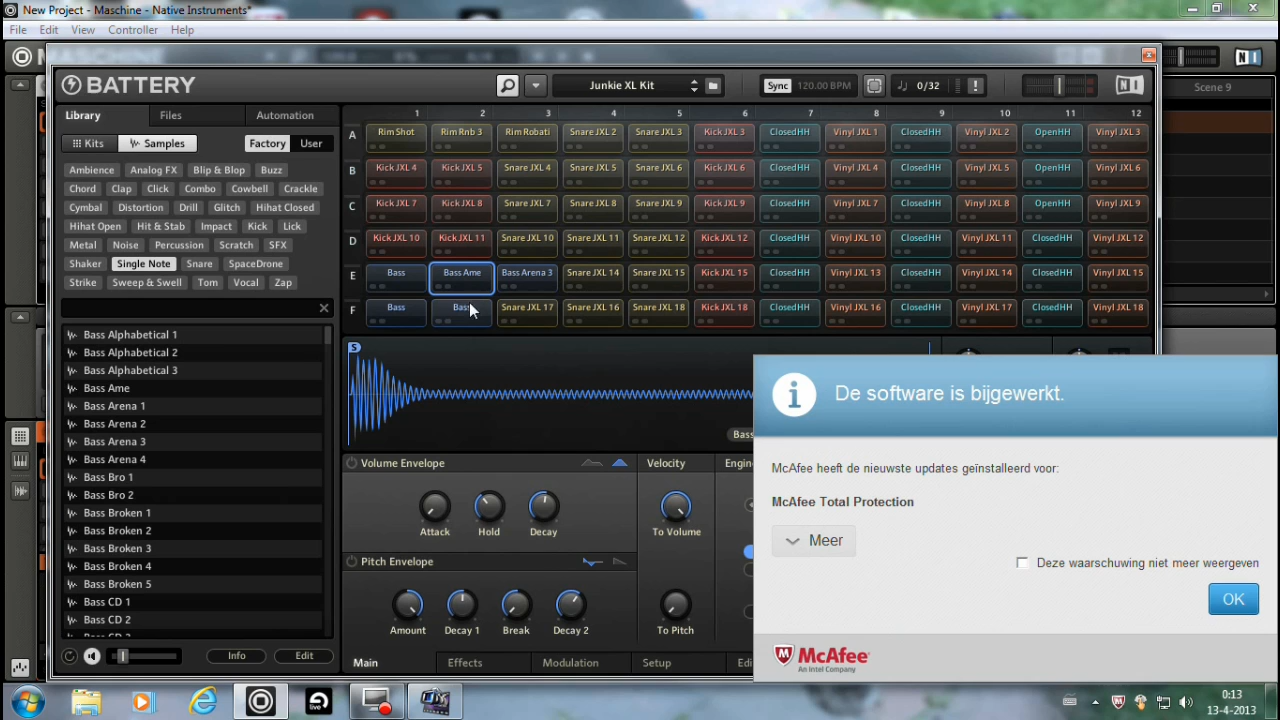 New Project - Maschine - Native Instruments*
File Edit View Controller Help
BATTERY
Junkie XL Kit
Sync 120.00 BPM
0/32
!
NI
Library Files Automation
Kits Samples Factory User
Ambience Analog FX Blip & Blop Buzz
Chord Clap Click Combo Cowbell Crackle
Cymbal Distortion Drill Glitch Hihat Closed
Hihat Open Hit & Stab Impact Kick Lick
Metal Noise Percussion Scratch SFX
Shaker Single Note Snare SpaceDrone
Strike Sweep & Swell Tom Vocal Zap
Bass Alphabetical 1
Bass Alphabetical 2
Bass Alphabetical 3
Bass Ame
Bass Arena 1
Bass Arena 2
Bass Arena 3
Bass Arena 4
Bass Bro 1
Bass Bro 2
Bass Broken 1
Bass Broken 2
Bass Broken 3
Bass Broken 4
Bass Broken 5
Bass CD 1
Bass CD 2
Info Edit
1 2 3 4 5 6 7 8 9 10 11 12
A Rim Shot Rim Rnb 3 Rim Robati Snare JXL 2 Snare JXL 3 Kick JXL 3 ClosedHH Vinyl JXL 1 ClosedHH Vinyl JXL 2 OpenHH Vinyl JXL 3
B Kick JXL 4 Kick JXL 5 Snare JXL 4 Snare JXL 5 Snare JXL 6 Kick JXL 6 ClosedHH Vinyl JXL 4 ClosedHH Vinyl JXL 5 OpenHH Vinyl JXL 6
C Kick JXL 7 Kick JXL 8 Snare JXL 7 Snare JXL 8 Snare JXL 9 Kick JXL 9 ClosedHH Vinyl JXL 7 ClosedHH Vinyl JXL 8 OpenHH Vinyl JXL 9
D Kick JXL 10 Kick JXL 11 Snare JXL 10 Snare JXL 11 Snare JXL 12 Kick JXL 12 ClosedHH Vinyl JXL 10 ClosedHH Vinyl JXL 11 ClosedHH Vinyl JXL 12
E Bass Bass Ame Bass Arena 3 Snare JXL 14 Snare JXL 15 Kick JXL 15 ClosedHH Vinyl JXL 13 ClosedHH Vinyl JXL 14 ClosedHH Vinyl JXL 15
F Bass Bass Snare JXL 17 Snare JXL 16 Snare JXL 18 Kick JXL 18 ClosedHH Vinyl JXL 16 ClosedHH Vinyl JXL 17 ClosedHH Vinyl JXL 18
S
Bass
Volume Envelope Velocity
Attack Hold Decay To Volume
Pitch Envelope
Amount Decay 1 Break Decay 2 To Pitch
Main Effects Modulation Setup
Scene 9
NI
De software is bijgewerkt.
McAfee heeft de nieuwste updates geïnstalleerd voor:
McAfee Total Protection
Meer
Deze waarschuwing niet meer weergeven
OK
McAfee
An Intel Company
live
0:13
13-4-2013